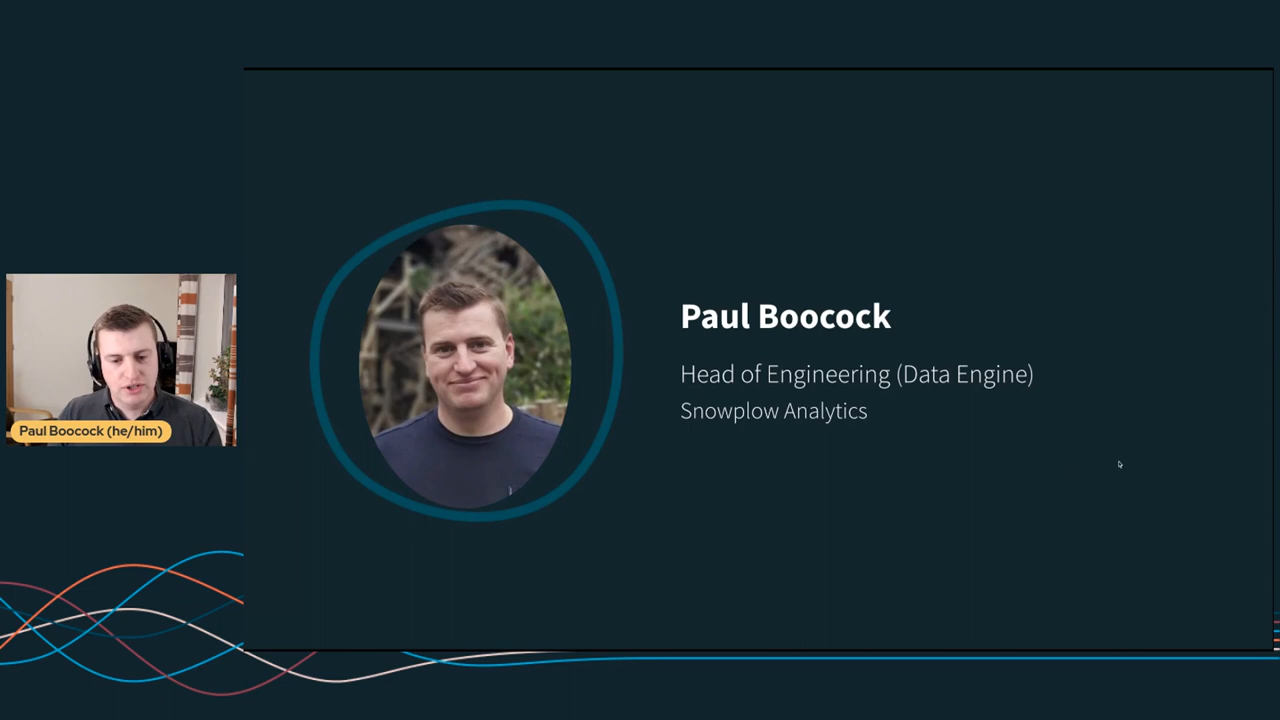 Paul Boocock
Head of Engineering (Data Engine)
Snowplow Analytics
Paul Boocock (he/him)